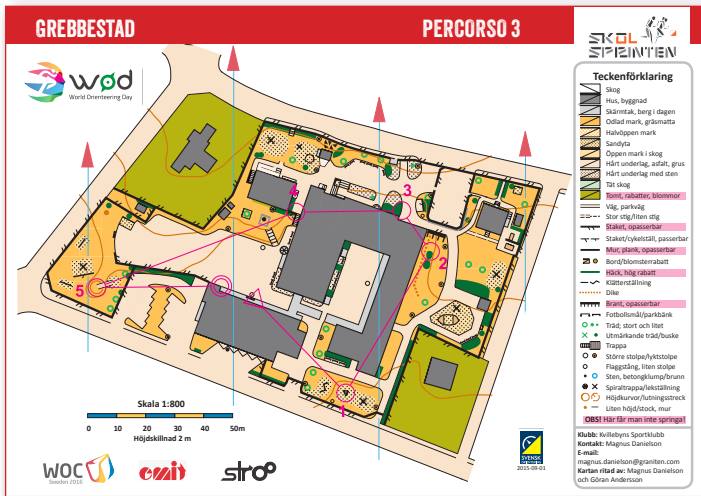 GREBBESTAD
PERCORSO 3
SKOL
SPRINTEN
wod
World Orienteering Day
Teckenförklaring
Skog
Hus, byggnad
Skärmtak, berg i dagen
Odlad mark, gräsmatta
Halvöppen mark
Sandyta
Öppen mark i skog
Hårt underlag, asfalt, grus
Hårt underlag med sten
Tät skog
Tomt, rabatter, blommor
Väg, parkväg
Stor stig/liten stig
Staket, opasserbar
Staket/cykelställ, passerbar
Mur, plank, opasserbar
Bord/blomsterrabatt
Häck, hög rabatt
Klätterställning
Dike
Brant, opasserbar
Fotbollsmål/parkbänk
Träd; stort och litet
Utmärkande träd/buske
Trappa
Större stolpe/lyktstolpe
Flaggstång, liten stolpe
Sten, betongklump/brunn
Spiraltrappa/lekställning
Höjdkurvor/lutningsstreck
Liten höjd/stock, mur
OBS! Här får man inte springa!
Klubb: Kvillebyns Sportklubb
Kontakt: Magnus Danielson
E-mail:
magnus.danielson@graniten.com
Kartan ritad av: Magnus Danielson
och Göran Andersson
4
3
2
5
1
Skala 1:800
0 10 20 30 40 50m
Höjdskillnad 2 m
WOC
Sweden 2016
emit
stroo
SVENSK
2015-09-01